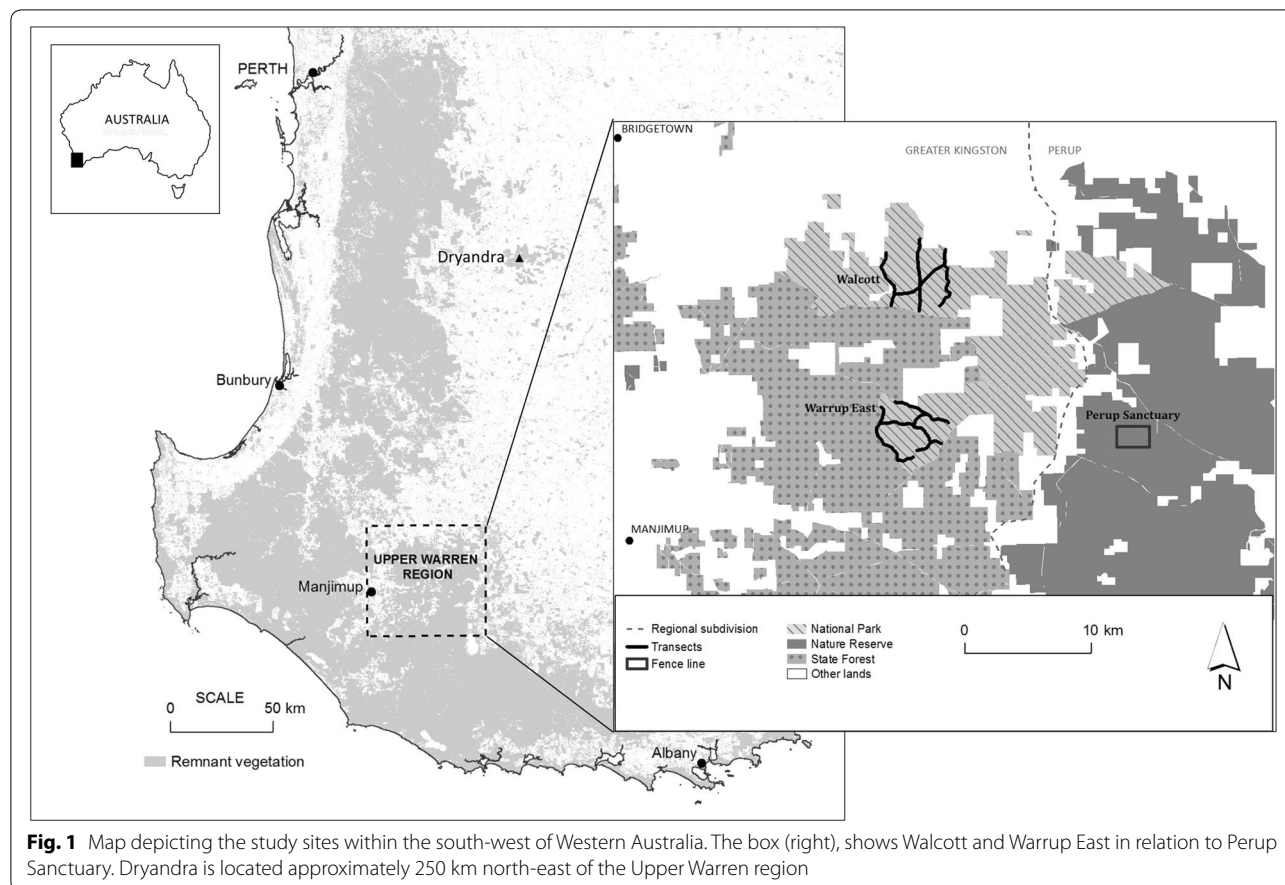 PERTH
AUSTRALIA
Dryandra
Bunbury
UPPER WARREN
REGION
Manjimup
SCALE
0 50 km
Remnant vegetation
Albany
BRIDGETOWN
GREATER KINGSTON PERUP
Walcott
Warrup East
Perup Sanctuary
MANJIMUP
Regional subdivision
Transects
Fence line
National Park
Nature Reserve
State Forest
Other lands
0 10 km
N
Fig. 1 Map depicting the study sites within the south-west of Western Australia. The box (right), shows Walcott and Warrup East in relation to Perup
Sanctuary. Dryandra is located approximately 250 km north-east of the Upper Warren region